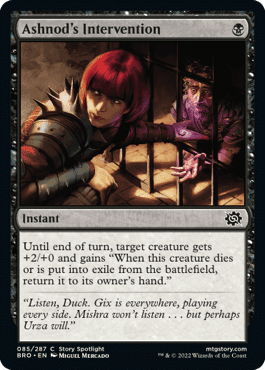 Ashnod's Intervention
Instant
Until end of turn, target creature gets
+2/+0 and gains "When this creature dies
or is put into exile from the battlefield,
return it to its owner's hand."
"Listen, Duck. Gix is everywhere, playing
every side. Mishra won't listen . . . but perhaps
Urza will."
085/287 C Story Spotlight
mtgstory.com
BRO • EN Miguel Mercado
™ & © 2022 Wizards of the Coast